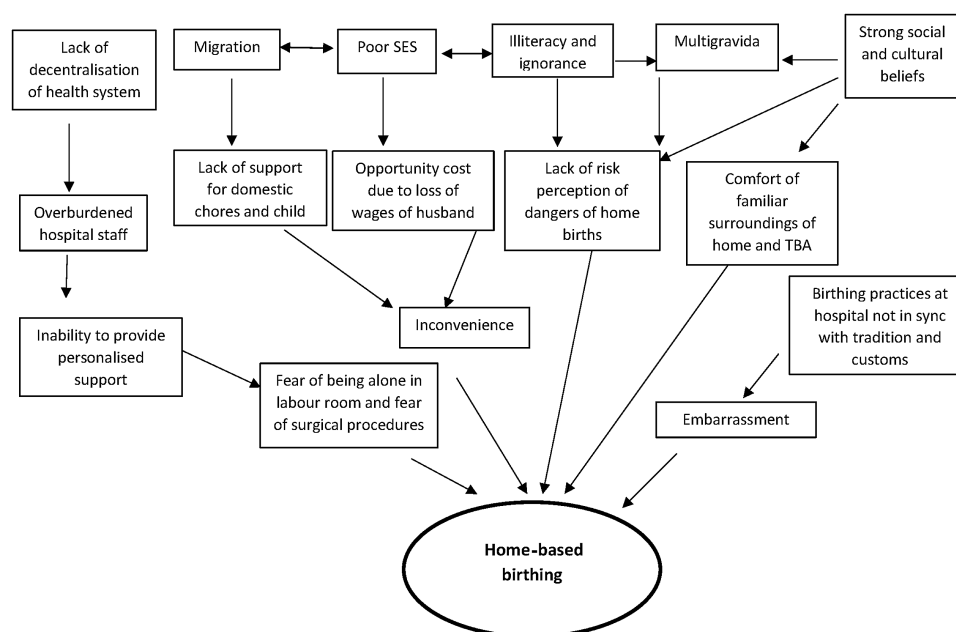 Lack of
decentralisation
of health system
Migration
Poor SES
Illiteracy and
ignorance
Multigravida
Strong social
and cultural
beliefs
Lack of support
for domestic
chores and child
Opportunity cost
due to loss of
wages of husband
Lack of risk
perception of
dangers of home
births
Comfort of
familiar
surroundings of
home and TBA
Overburdened
hospital staff
Birthing practices at
hospital not in sync
with tradition and
customs
Inability to provide
personalised
support
Inconvenience
Fear of being alone in
labour room and fear
of surgical procedures
Embarrassment
Home-based
birthing